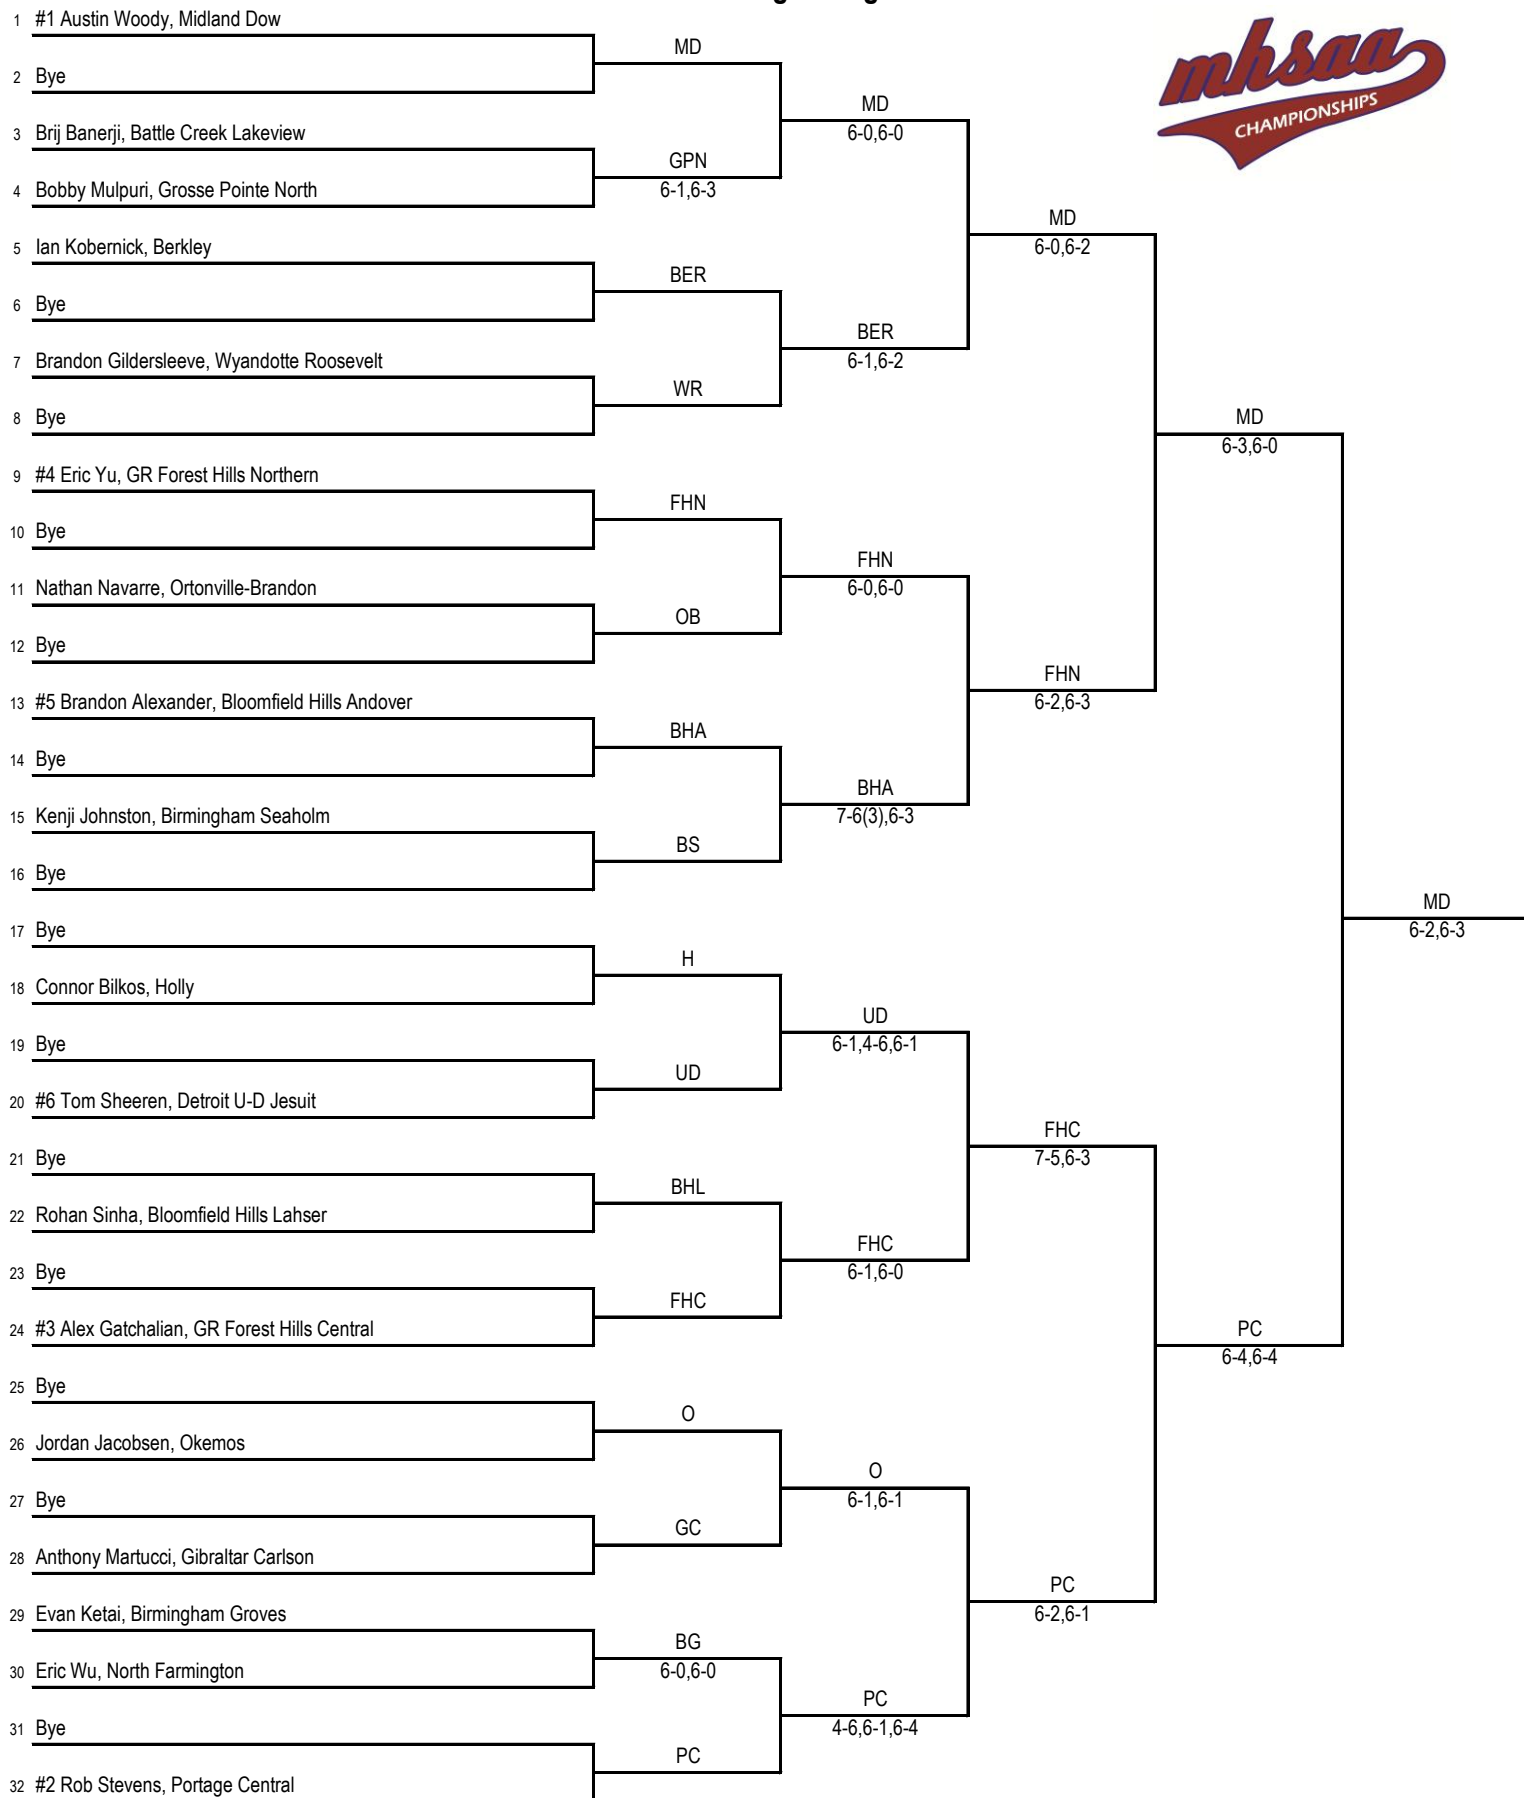 1 #1 Austin Woody, Midland Dow
MD
2 Bye
MD
6-0,6-0
3 Brij Banerji, Battle Creek Lakeview
GPN
6-1,6-3
4 Bobby Mulpuri, Grosse Pointe North
MD
6-0,6-2
5 Ian Kobernick, Berkley
BER
6 Bye
BER
6-1,6-2
7 Brandon Gildersleeve, Wyandotte Roosevelt
WR
8 Bye
MD
6-3,6-0
9 #4 Eric Yu, GR Forest Hills Northern
FHN
10 Bye
FHN
6-0,6-0
11 Nathan Navarre, Ortonville-Brandon
OB
12 Bye
FHN
6-2,6-3
13 #5 Brandon Alexander, Bloomfield Hills Andover
BHA
14 Bye
BHA
7-6(3),6-3
15 Kenji Johnston, Birmingham Seaholm
BS
16 Bye
MD
6-2,6-3
17 Bye
H
18 Connor Bilkos, Holly
UD
6-1,4-6,6-1
19 Bye
UD
20 #6 Tom Sheeren, Detroit U-D Jesuit
FHC
7-5,6-3
21 Bye
BHL
22 Rohan Sinha, Bloomfield Hills Lahser
FHC
6-1,6-0
23 Bye
FHC
24 #3 Alex Gatchalian, GR Forest Hills Central
PC
6-4,6-4
25 Bye
O
26 Jordan Jacobsen, Okemos
O
6-1,6-1
27 Bye
GC
28 Anthony Martucci, Gibraltar Carlson
PC
6-2,6-1
29 Evan Ketai, Birmingham Groves
BG
6-0,6-0
30 Eric Wu, North Farmington
PC
4-6,6-1,6-4
31 Bye
PC
32 #2 Rob Stevens, Portage Central
mhsaa
CHAMPIONSHIPS